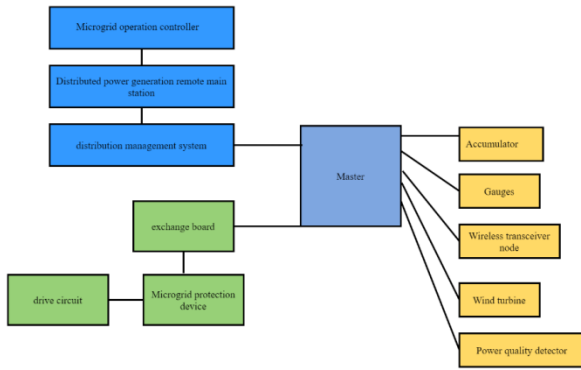 Microgrid operation controller
Distributed power generation remote main
station
distribution management system
Master
Accumulator
Gauges
Wireless transceiver
node
Wind turbine
Power quality detector
exchange board
Microgrid protection
device
drive circuit